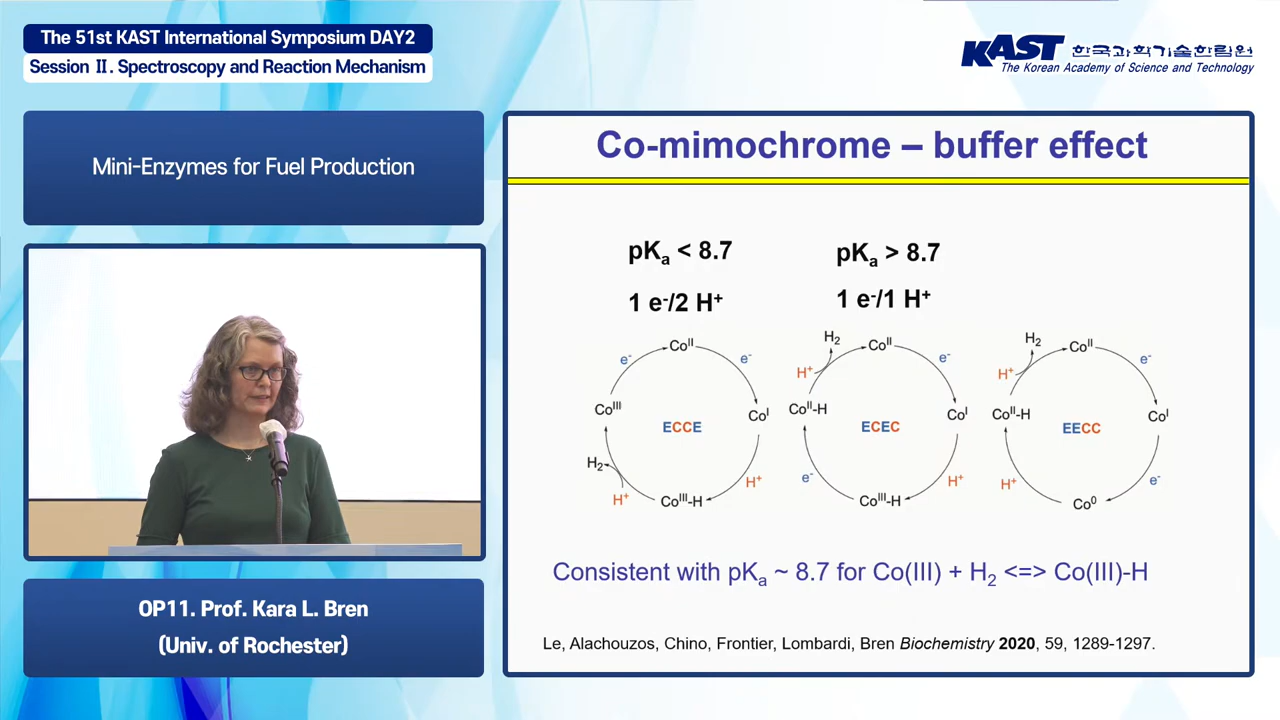 The 51st KAST International Symposium DAY2
Session Ⅱ. Spectroscopy and Reaction Mechanism
KAST 한국과학기술한림원
The Korean Academy of Science and Technology
Mini-Enzymes for Fuel Production
OP11. Prof. Kara L. Bren
(Univ. of Rochester)
Co-mimochrome – buffer effect
pKa < 8.7
1 e-/2 H+
pKa > 8.7
1 e-/1 H+
CoII
e-
e-
CoIII
CoI
ECCE
H2
H+
H+
CoIII-H
H2
CoII
H+
e-
CoII-H
CoI
ECEC
e-
H+
CoIII-H
H2
CoII
H+
e-
CoII-H
CoI
EECC
H+
e-
Co0
Consistent with pKa ~ 8.7 for Co(III) + H2 <=> Co(III)-H
Le, Alachouzos, Chino, Frontier, Lombardi, Bren Biochemistry 2020, 59, 1289-1297.